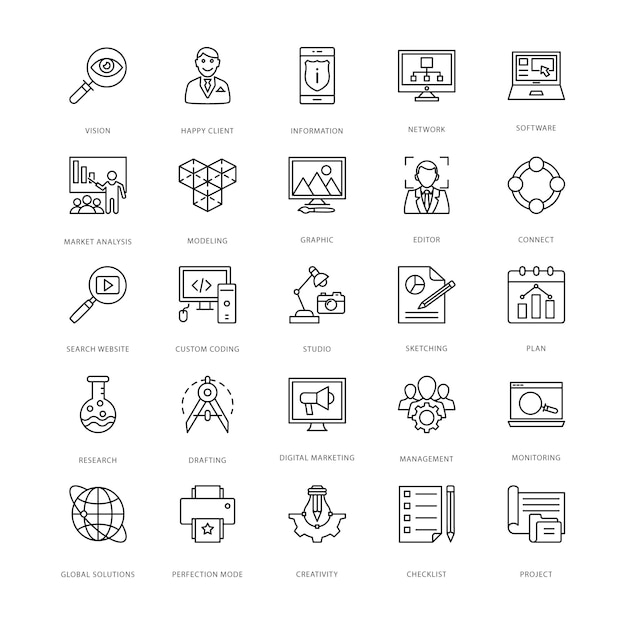 VISION
HAPPY CLIENT
INFORMATION
NETWORK
SOFTWARE
MARKET ANALYSIS
MODELING
GRAPHIC
EDITOR
CONNECT
SEARCH WEBSITE
</>
CUSTOM CODING
STUDIO
SKETCHING
PLAN
RESEARCH
DRAFTING
DIGITAL MARKETING
MANAGEMENT
MONITORING
GLOBAL SOLUTIONS
PERFECTION MODE
CREATIVITY
CHECKLIST
PROJECT